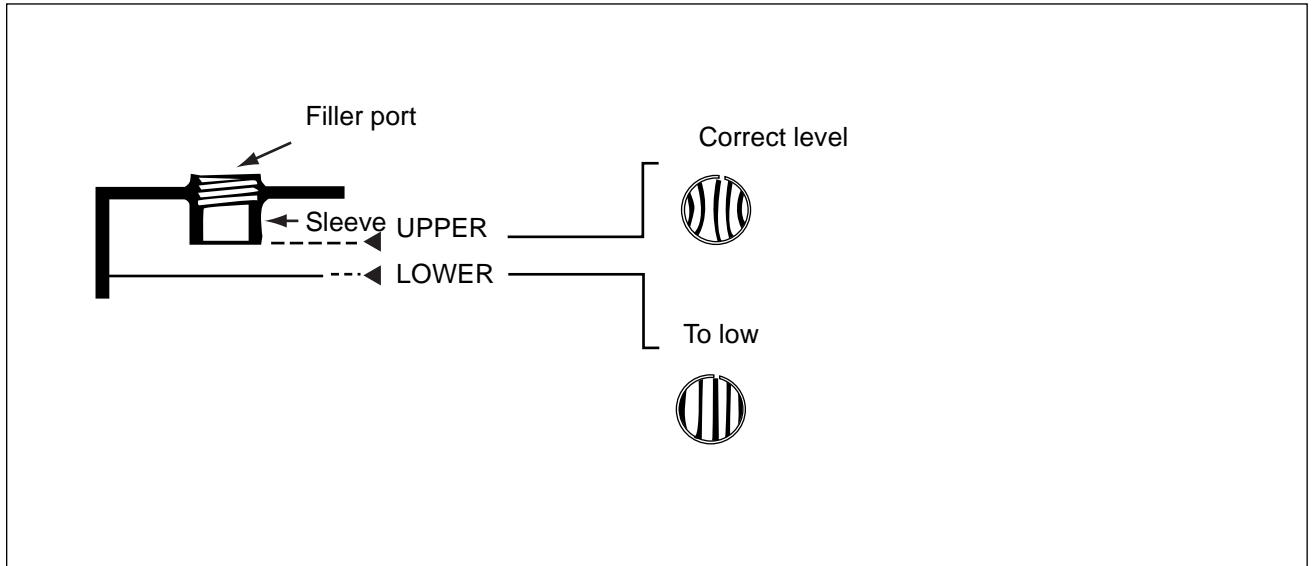 Filler port
Correct level
Sleeve
UPPER
LOWER
To low